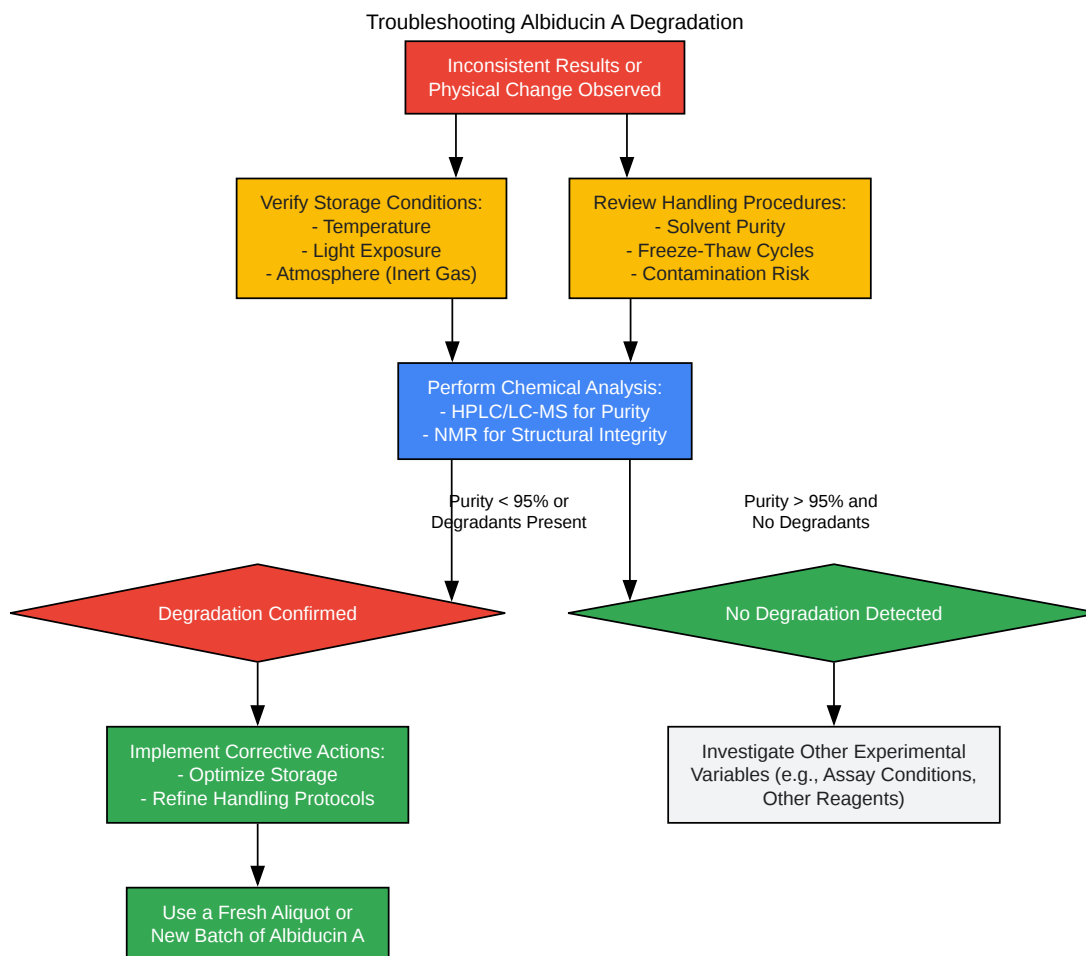 Troubleshooting Albiducin A Degradation
Inconsistent Results or
Physical Change Observed
Verify Storage Conditions:
- Temperature
- Light Exposure
- Atmosphere (Inert Gas)
Review Handling Procedures:
- Solvent Purity
- Freeze-Thaw Cycles
- Contamination Risk
Perform Chemical Analysis:
- HPLC/LC-MS for Purity
- NMR for Structural Integrity
Purity < 95% or
Degradants Present
Purity > 95% and
No Degradants
Degradation Confirmed
No Degradation Detected
Implement Corrective Actions:
- Optimize Storage
- Refine Handling Protocols
Investigate Other Experimental
Variables (e.g., Assay Conditions,
Other Reagents)
Use a Fresh Aliquot or
New Batch of Albiducin A